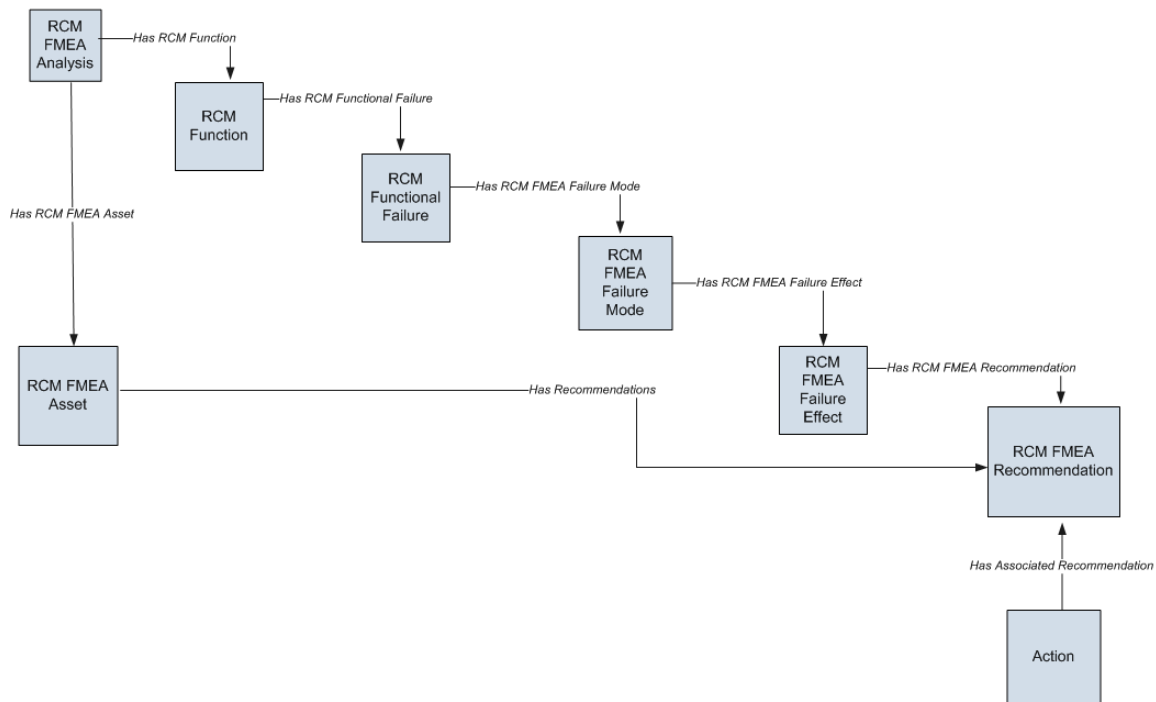 RCM
FMEA
Analysis
Has RCM Function
RCM
Function
Has RCM Functional Failure
RCM
Functional
Failure
Has RCM FMEA Failure Mode
Has RCM FMEA Asset
RCM
FMEA
Failure
Mode
Has RCM FMEA Failure Effect
RCM
FMEA
Failure
Effect
Has RCM FMEA Recommendation
RCM FMEA
Asset
Has Recommendations
RCM FMEA
Recommendation
Has Associated Recommendation
Action